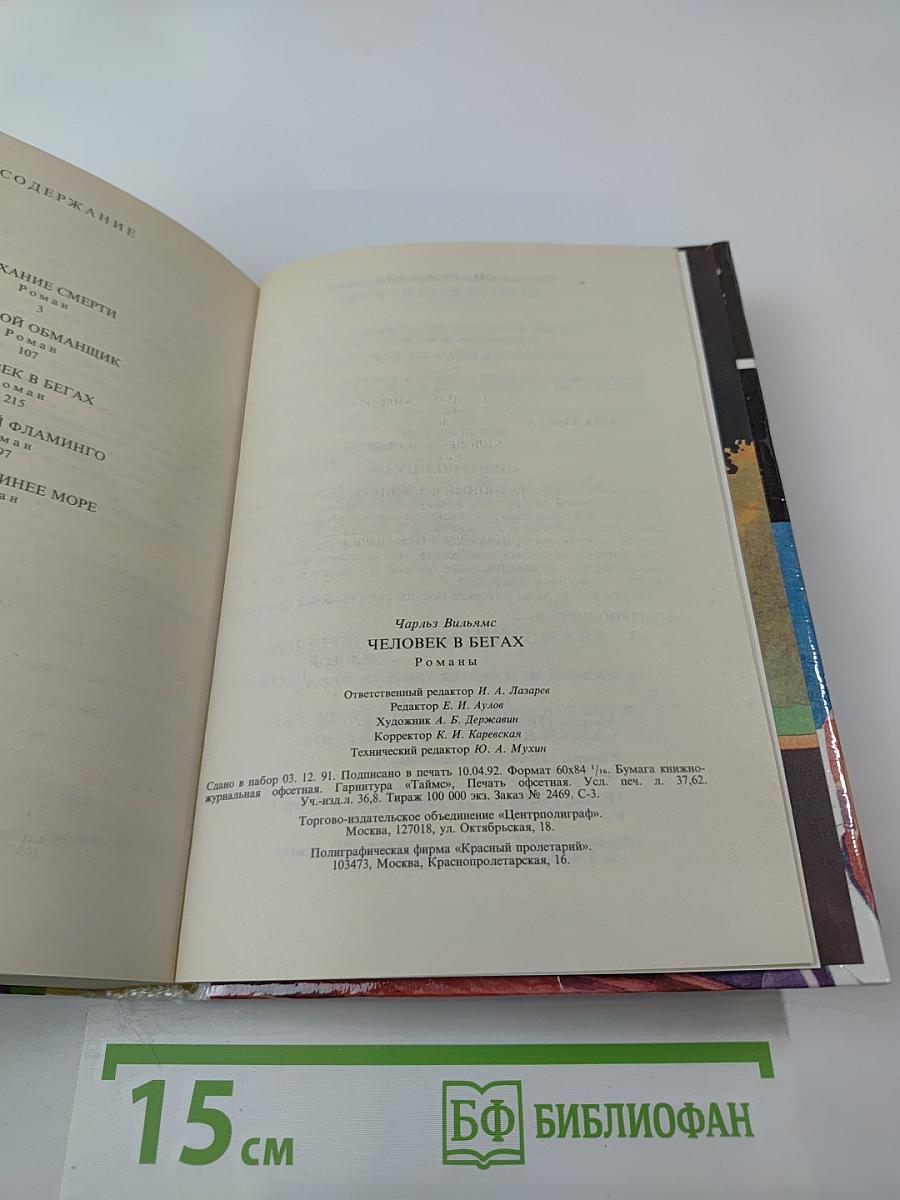 СОДЕРЖАНИЕ
ХАНИЕ СМЕРТИ
Роман
3
ОЙ ОБМАНЩИК
Роман
107
ЕК В БЕГАХ
оман
215
Й ФЛАМИНГО
ман
97
ИНЕЕ МОРЕ
ан
Чарльз Вильямс
ЧЕЛОВЕК В БЕГАХ
Романы
Ответственный редактор И. А. Лазарев
Редактор Е. И. Аулов
Художник А. Б. Державин
Корректор К. И. Каревская
Технический редактор Ю. А. Мухин
Сдано в набор 03. 12. 91. Подписано в печать 10.04.92. Формат 60х84 1/16. Бумага книжно-
журнальная офсетная. Гарнитура «Таймс», Печать офсетная. Усл. печ. л. 37,62.
Уч.-изд.л. 36,8. Тираж 100 000 экз. Заказ № 2469. С-3.
Торгово-издательское объединение «Центрполиграф».
Москва, 127018, ул. Октябрьская, 18.
Полиграфическая фирма «Красный пролетарий».
103473, Москва, Краснопролетарская, 16.
15 см
БФ БИБЛИОФАН